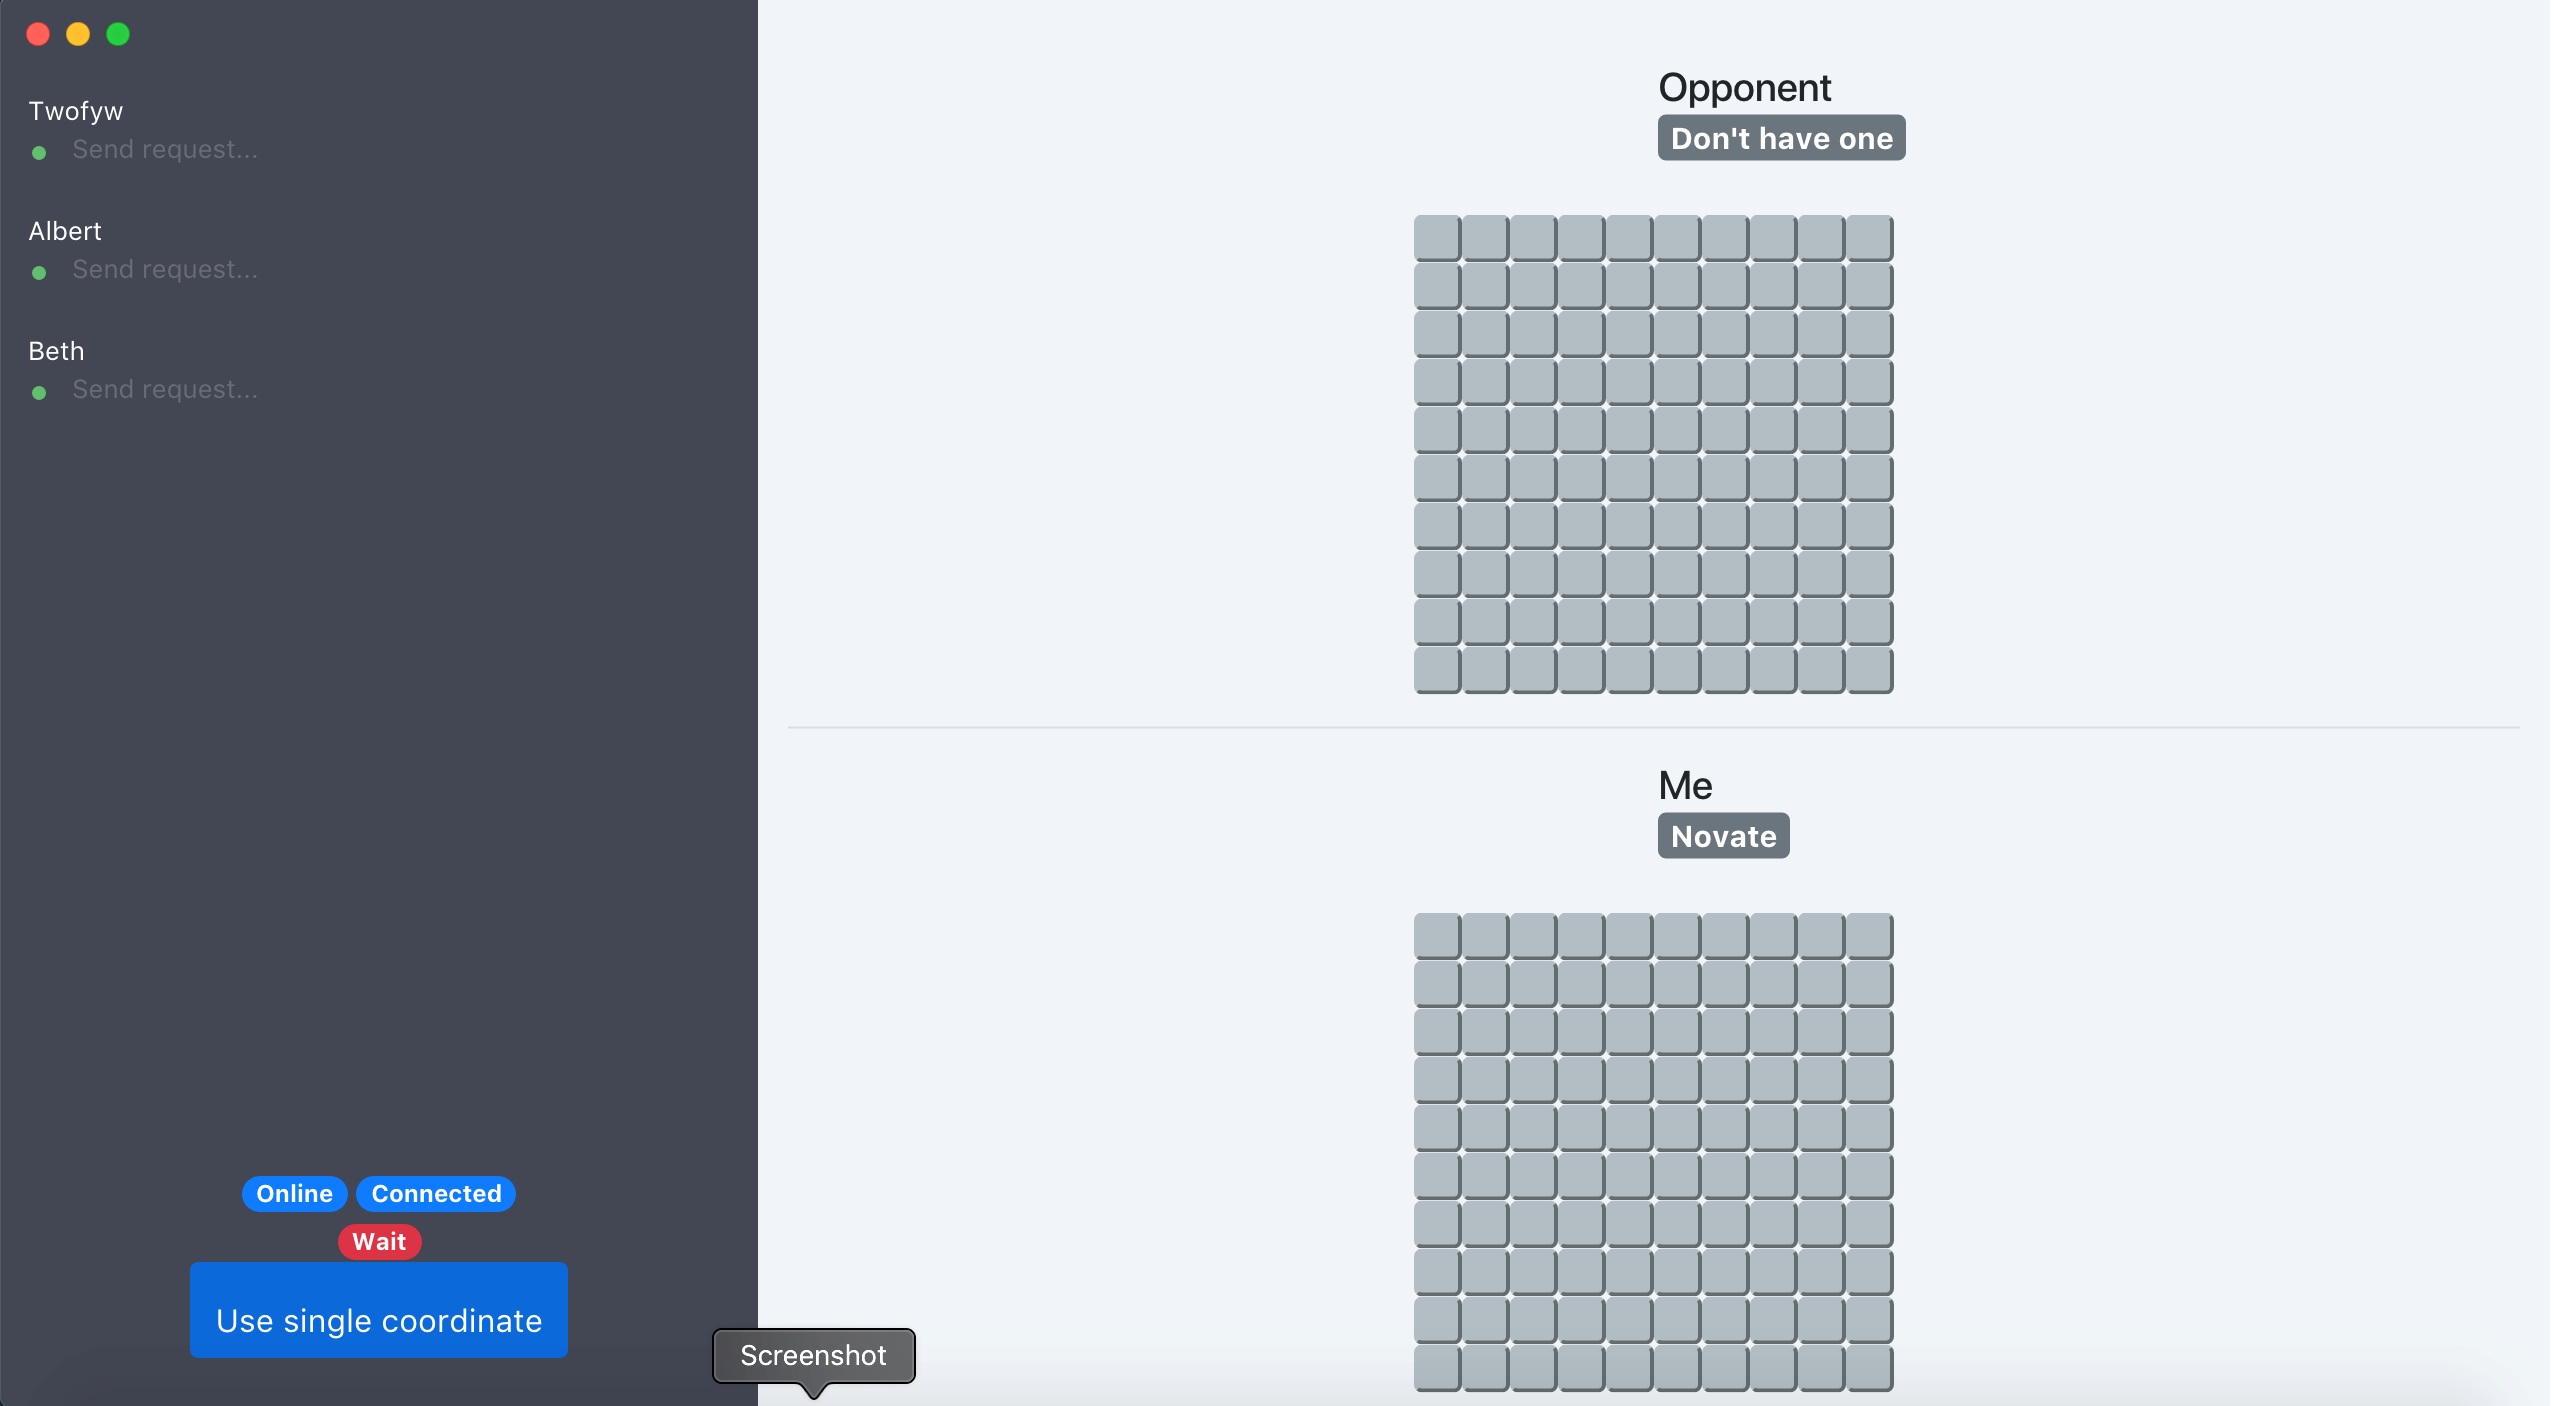 Twofyw
Send request...
Albert
Send request...
Beth
Send request...
Online Connected
Wait
Use single coordinate
Screenshot
Opponent
Don't have one
Me
Novate